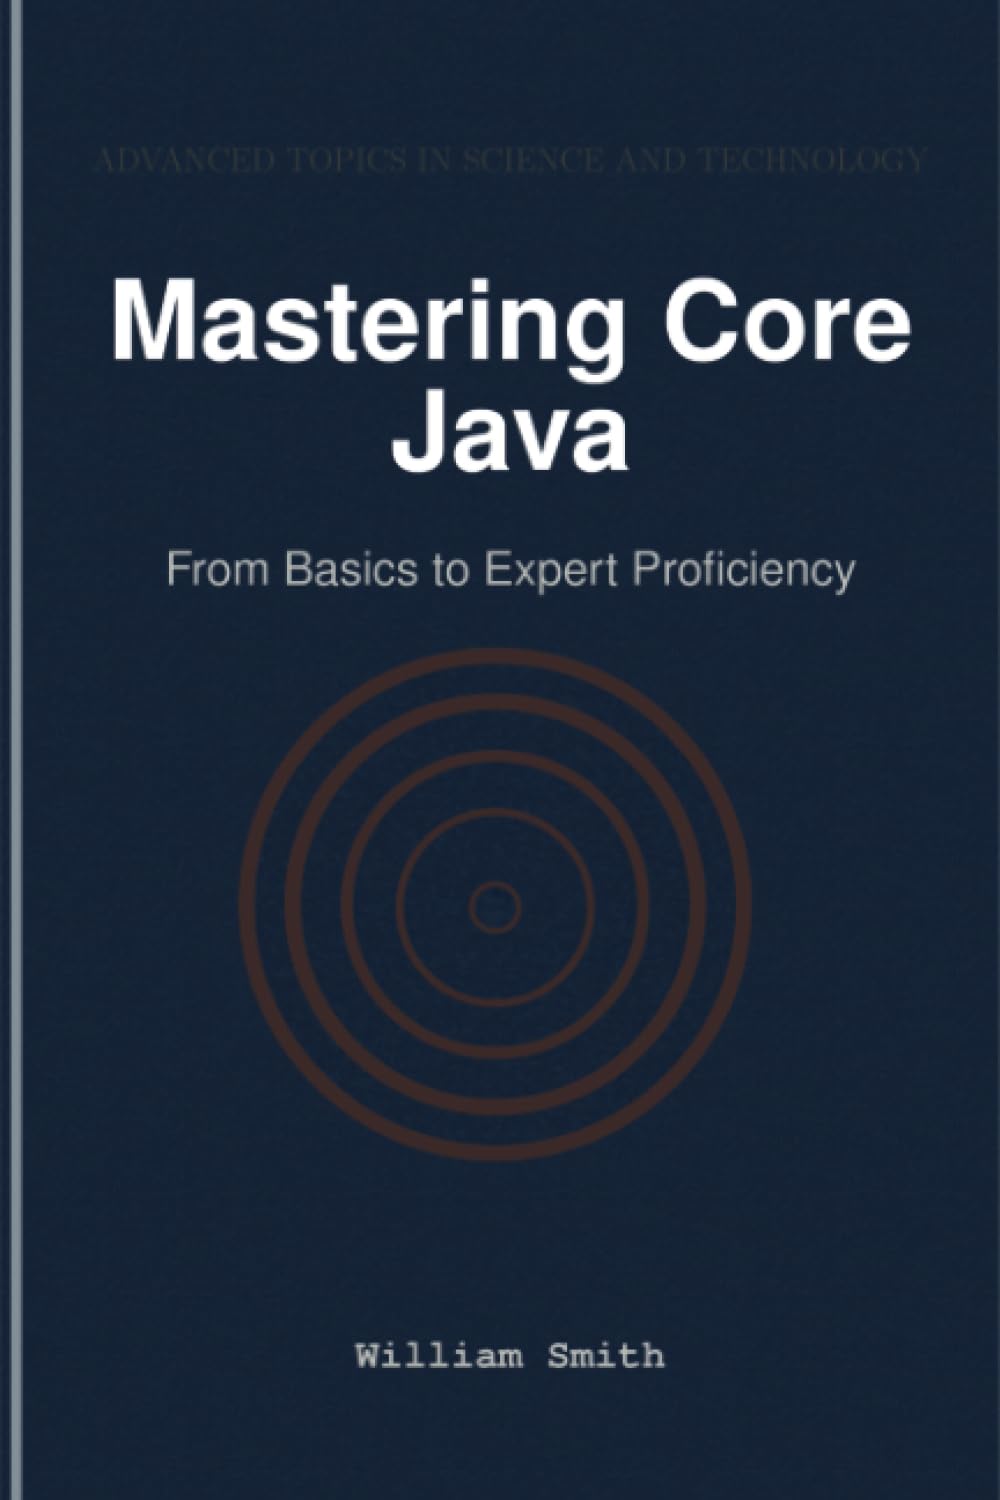 ADVANCED TOPICS IN SCIENCE AND TECHNOLOGY
Mastering Core
Java
From Basics to Expert Proficiency
William Smith